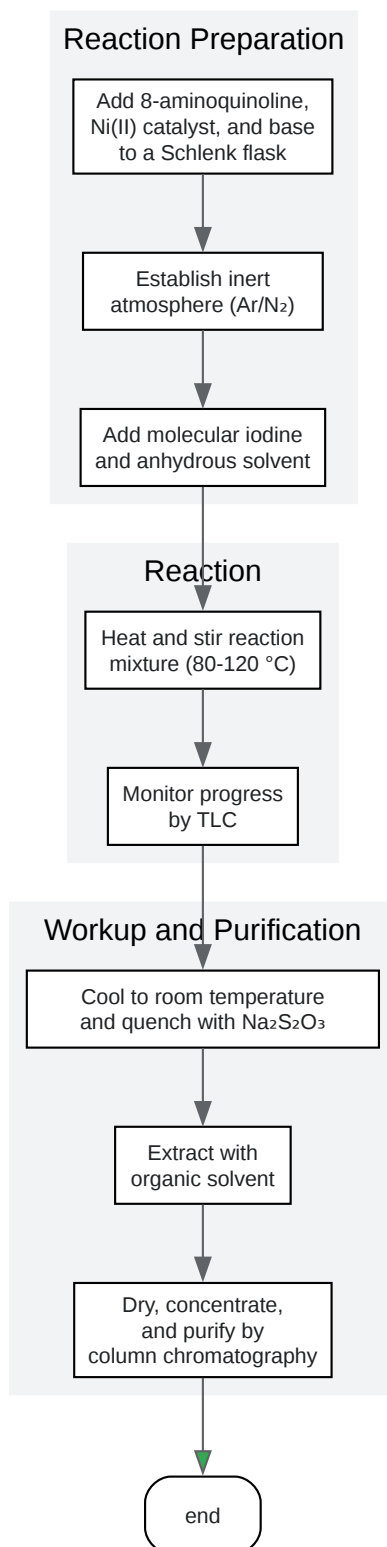 Reaction Preparation
Add 8-aminoquinoline,
Ni(II) catalyst, and base
to a Schlenk flask
Establish inert
atmosphere (Ar/N₂)
Add molecular iodine
and anhydrous solvent
Reaction
Heat and stir reaction
mixture (80-120 °C)
Monitor progress
by TLC
Workup and Purification
Cool to room temperature
and quench with Na₂S₂O₃
Extract with
organic solvent
Dry, concentrate,
and purify by
column chromatography
end